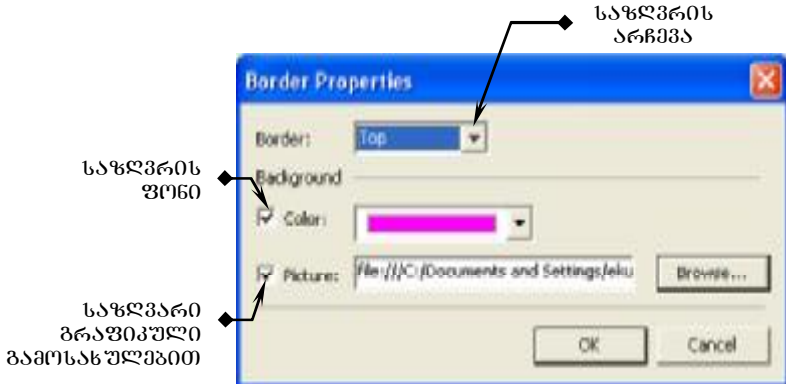 საზღვრის
არჩევა
Border Properties
Border:
Top
საზღვრის
ფონი
Background
Color:
Picture:
file:///C:/Documents and Settings/eku
Browse...
საზღვარი
გრაფიკული
გამოსახულებით
OK
Cancel